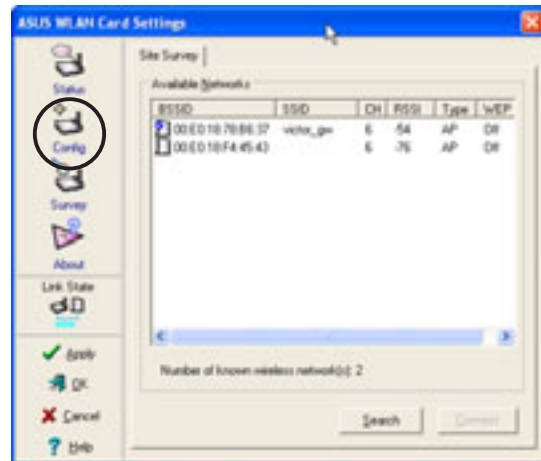 ASUS WLAN Card Settings
Status
Config
Survey
About
Link State
Apply
OK
Cancel
Help
Site Survey
Available Networks
BSSID SSID CH RSSI Type WEP
00:E0:18:78:B6:37 victor_gw 6 -54 AP Off
00:E0:18:F4:45:43 6 -76 AP Off
Number of known wireless network(s): 2
Search Connect